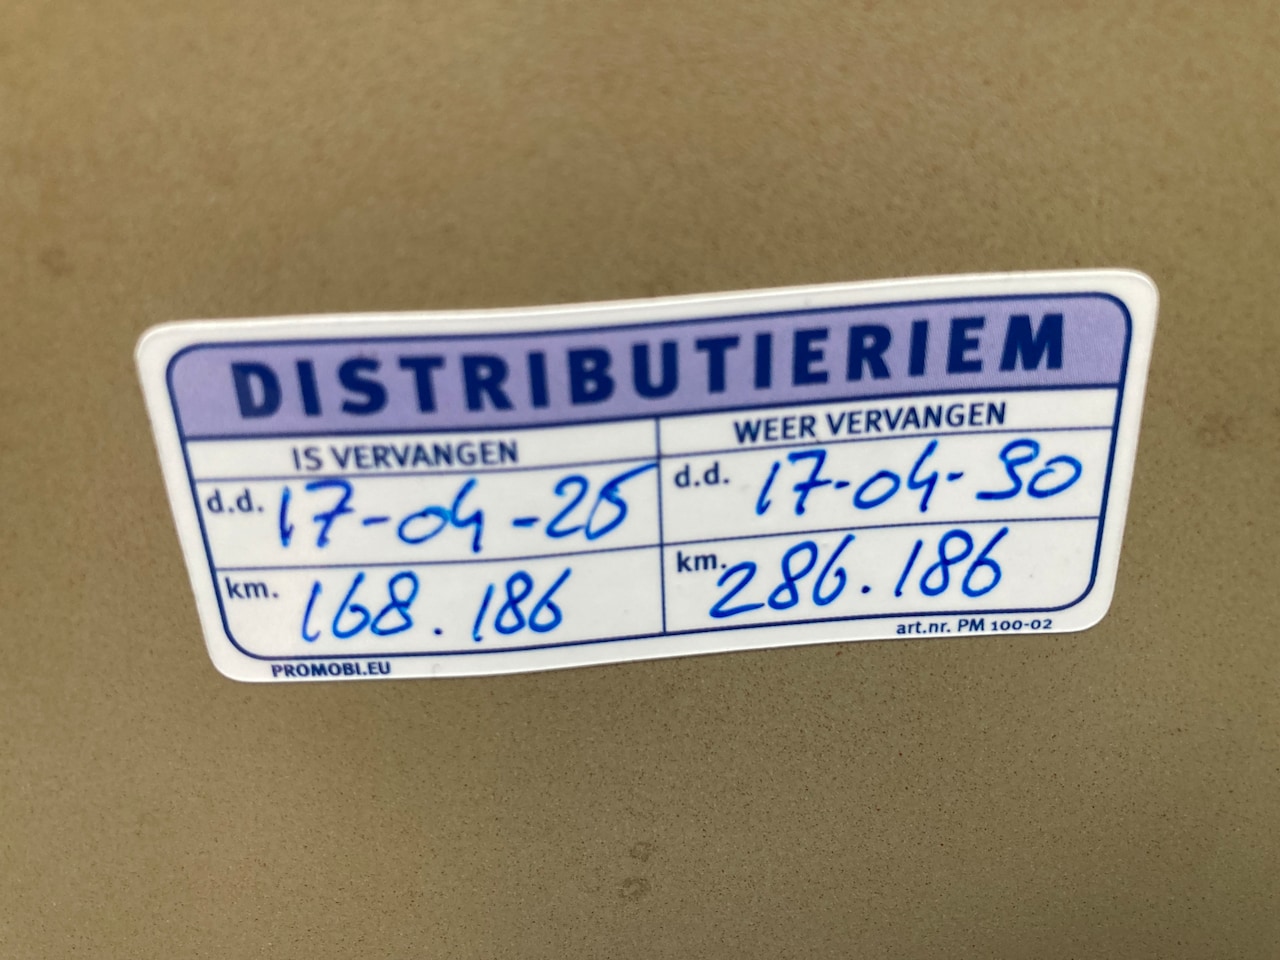 DISTRIBUTIERIEM
IS VERVANGEN
d.d. 17-04-25
km. 168.186
WEER VERVANGEN
d.d. 17-04-30
km. 286.186
PROMOBI.EU
art.nr. PM 100-02